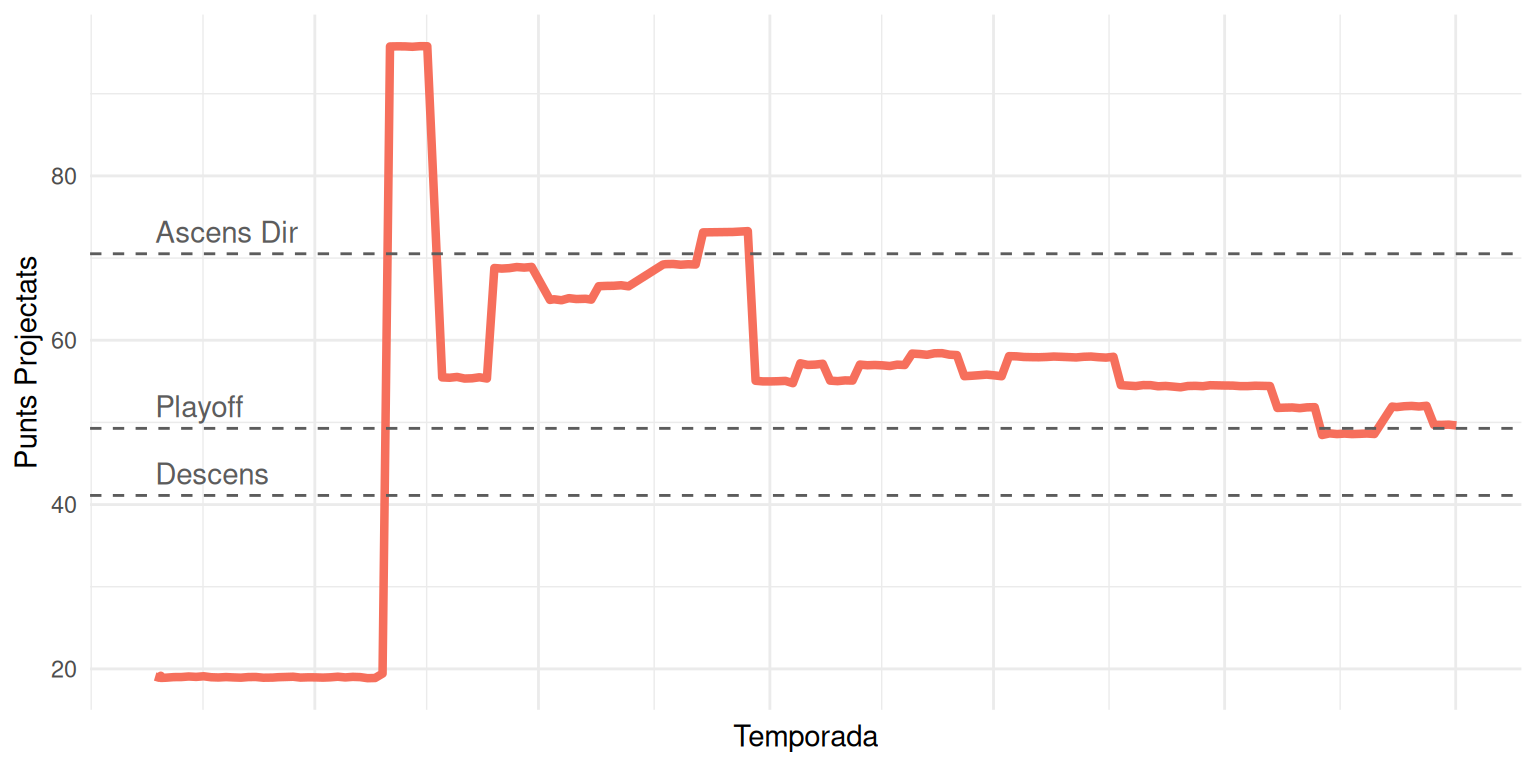 80
Ascens Dir
60
Playoff
Descens
40
20
Punts Projectats
Temporada